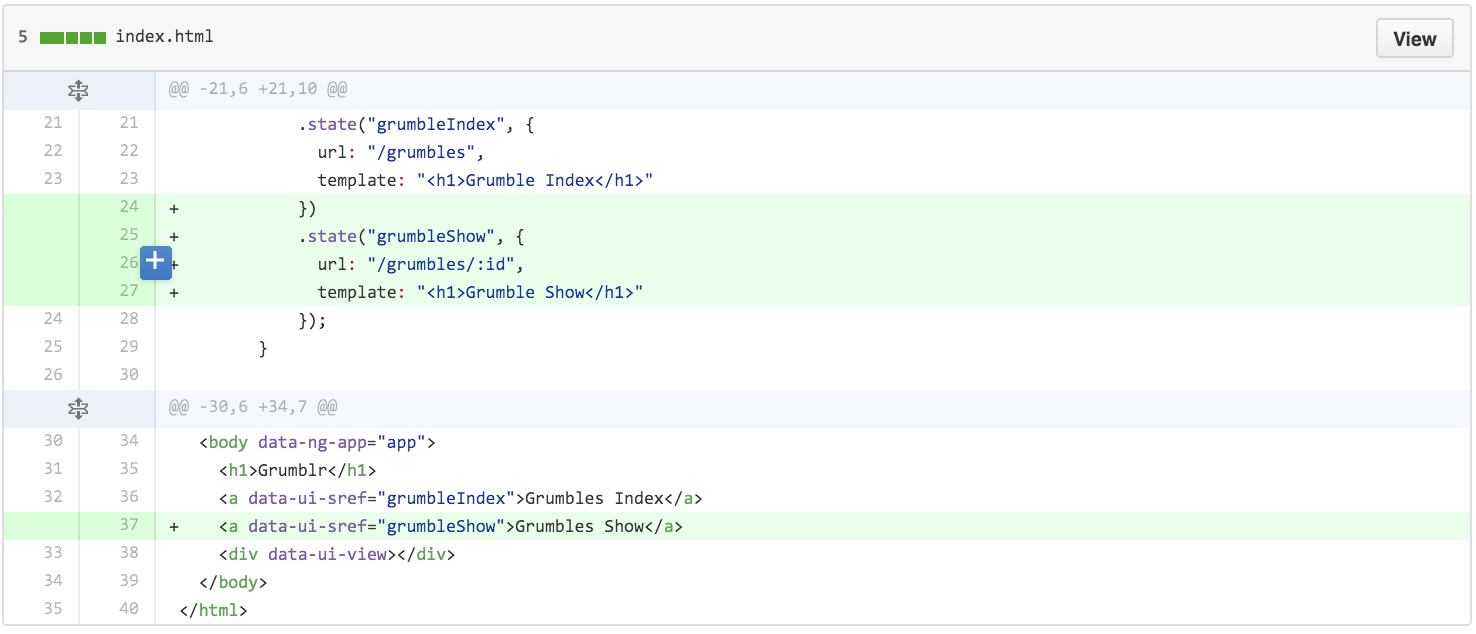 5 index.html View
@@ -21,6 +21,10 @@
21 21 .state("grumbleIndex", {
22 22 url: "/grumbles",
23 23 template: "<h1>Grumble Index</h1>"
24 + })
25 + .state("grumbleShow", {
26 + url: "/grumbles/:id",
27 + template: "<h1>Grumble Show</h1>"
24 28 });
25 29 }
26 30
@@ -30,6 +34,7 @@
30 34 <body data-ng-app="app">
31 35 <h1>Grumblr</h1>
32 36 <a data-ui-sref="grumbleIndex">Grumbles Index</a>
37 + <a data-ui-sref="grumbleShow">Grumbles Show</a>
33 38 <div data-ui-view></div>
34 39 </body>
35 40 </html>